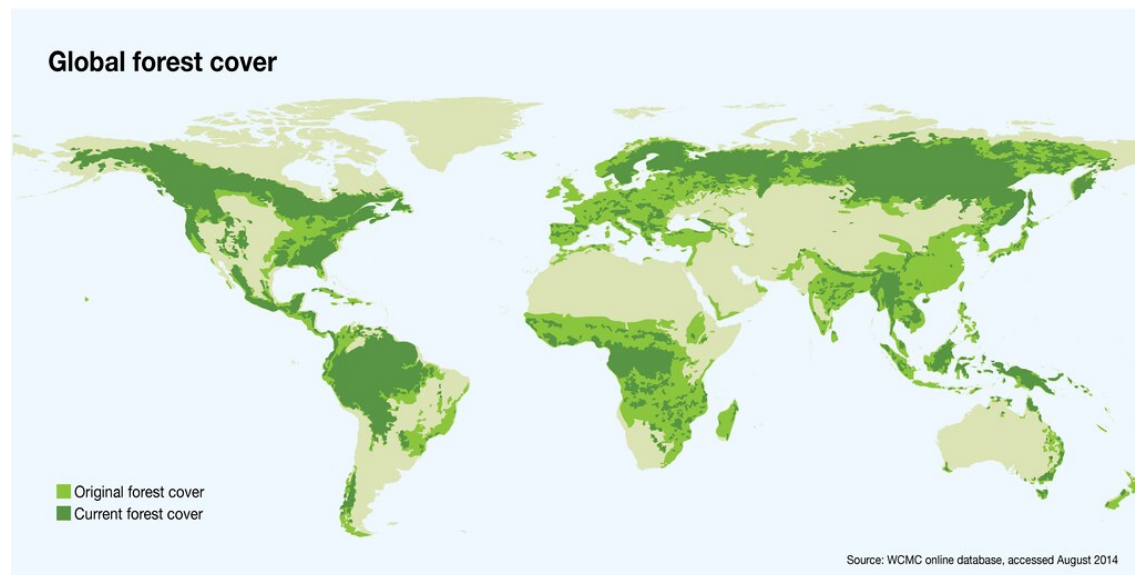 Global forest cover
Original forest cover
Current forest cover
Source: WCMC online database, accessed August 2014